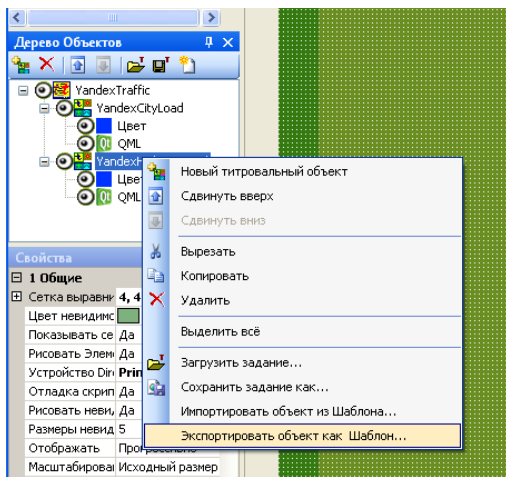 Дерево Объектов
YandexTraffic
YandexCityLoad
Цвет
QML
Цвет
QML
Новый титровальный объект
Сдвинуть вверх
Сдвинуть вниз
Вырезать
Копировать
Удалить
Выделить всё
Загрузить задание...
Сохранить задание как...
Импортировать объект из Шаблона...
Экспортировать объект как Шаблон...
Свойства
1 Общие
Сетка выравни 4, 4
Цвет невидимс
Показывать се Да
Рисовать Элем Да
Устройство Dir Prin
Отладка скрип Да
Рисовать неви Да
Размеры невид 5
Отображать
Масштабирова Исходный размер